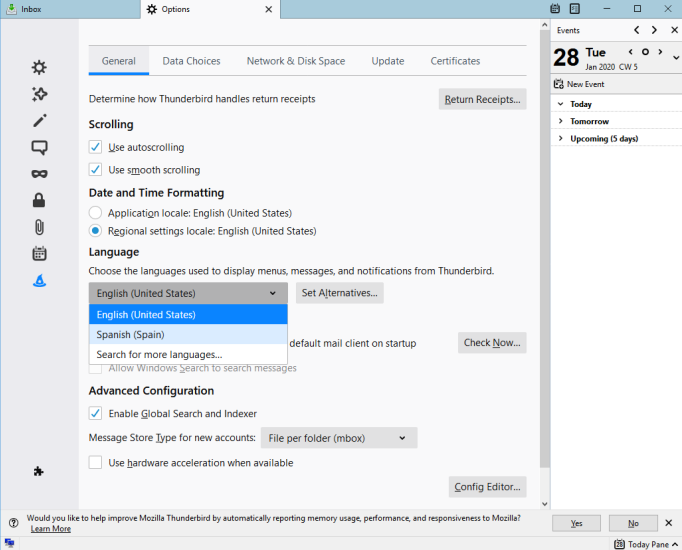 Inbox
Options
General
Data Choices
Network & Disk Space
Update
Certificates
Determine how Thunderbird handles return receipts
Return Receipts...
Scrolling
Use autoscrolling
Use smooth scrolling
Date and Time Formatting
Application locale: English (United States)
Regional settings locale: English (United States)
Language
Choose the languages used to display menus, messages, and notifications from Thunderbird.
English (United States)
Set Alternatives...
English (United States)
Spanish (Spain)
Search for more languages...
default mail client on startup
Check Now...
Allow Windows Search to search messages
Advanced Configuration
Enable Global Search and Indexer
Message Store Type for new accounts:
File per folder (mbox)
Use hardware acceleration when available
Config Editor...
Events
28
Tue
Jan 2020 CW 5
New Event
Today
Tomorrow
Upcoming (5 days)
Would you like to help improve Mozilla Thunderbird by automatically reporting memory usage, performance, and responsiveness to Mozilla?
Learn More
Yes
No
28
Today Pane